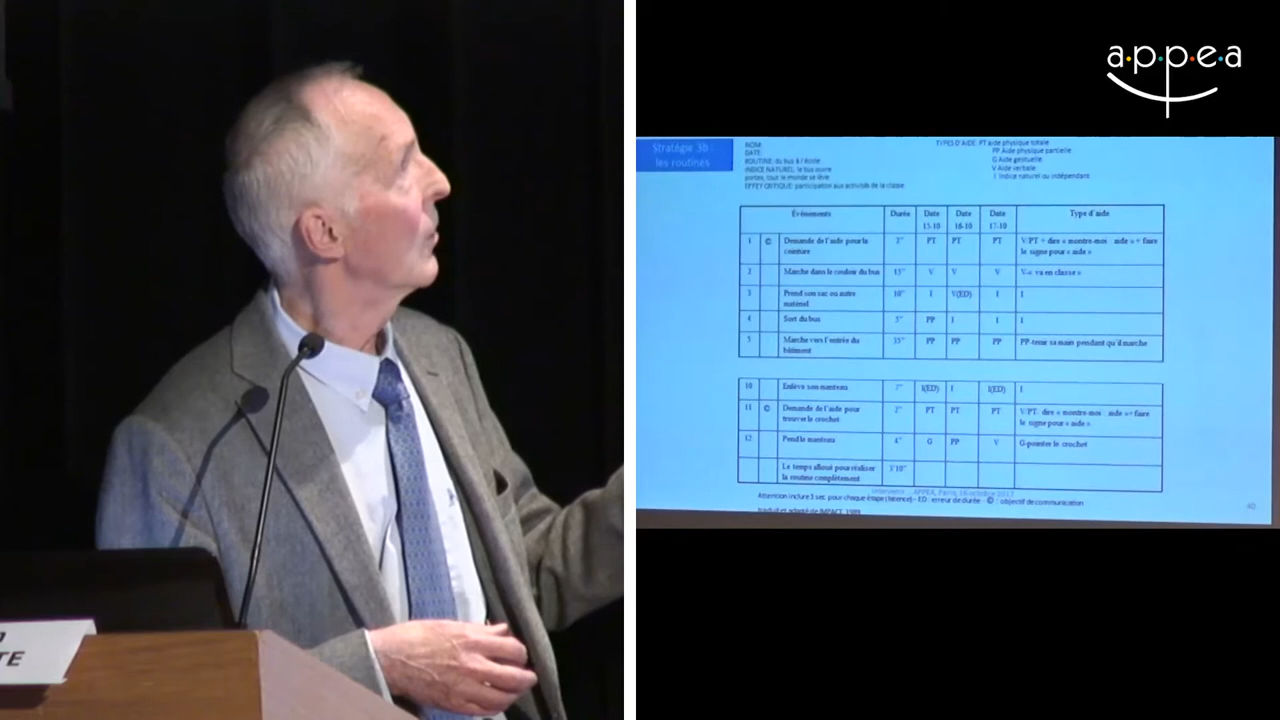 a·p·p·e·a
Stratégie 3b :
les routines
NOM:
DATE:
ROUTINE: du bus à l'école
INDICE NATUREL: le bus ouvre
portes, tout le monde se lève
EFFET CRITIQUE: participation aux activités de la classe
TYPES D'AIDE: PT aide physique totale
PP Aide physique partielle
G Aide gestuelle
V Aide verbale
I Indice naturel ou indépendant
Événements Durée Date Date Date Type d'aide
15-10 16-10 17-10
1 © Demande de l'aide pour la 2" PT PT PT V/PT + dire « montre-moi : aide »+ faire
ceinture le signe pour « aide »
2 Marche dans le couloir du bus 15" V V V V-« va en classe »
3 Prend son sac ou autre 10" I V(ED) I I
matériel
4 Sort du bus 5" PP I I I
5 Marche vers l'entrée du 35" PP PP PP PP-tenir sa main pendant qu'il marche
bâtiment
10 Enlève son manteau 7" I(ED) I I(ED) I
11 © Demande de l'aide pour 2" PT PT PT V/PT- dire « montre-moi : aide »+ faire
trouver le crochet le signe pour « aide »
12 Pend le manteau 4" G PP V G-pointer le crochet
Le temps alloué pour réaliser 3'10"
la routine complètement
APPEA, Paris, 16 octobre 2017
Attention inclure 3 sec. pour chaque étape (latence) - ED : erreur de durée - © : objectif de communication
traduit et adapté de IMPACT, 1989
40
TE